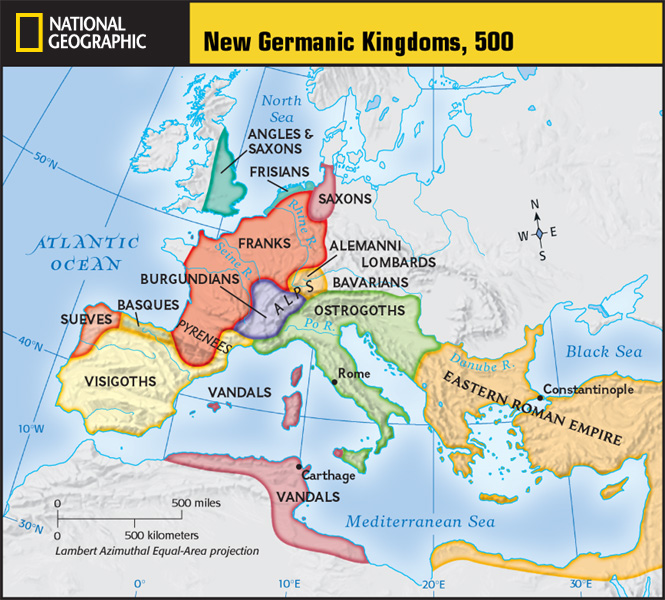 NATIONAL
GEOGRAPHIC
New Germanic Kingdoms, 500
North
Sea
ANGLES &
SAXONS
50°N
FRISIANS
SAXONS
Rhine R.
N
W
E
S
ATLANTIC
OCEAN
FRANKS
Seine R.
ALEMANNI
LOMBARDS
BURGUNDIANS
BAVARIANS
ALPS
BASQUES
SUEVES
OSTROGOTHS
PYRENEES
Po R.
40°N
Black Sea
Danube R.
VISIGOTHS
Rome
EASTERN ROMAN EMPIRE
Constantinople
VANDALS
10°W
Carthage
VANDALS
0
500 miles
0
500 kilometers
Lambert Azimuthal Equal-Area projection
Mediterranean Sea
30°N
0°
10°E
20°E
30°E